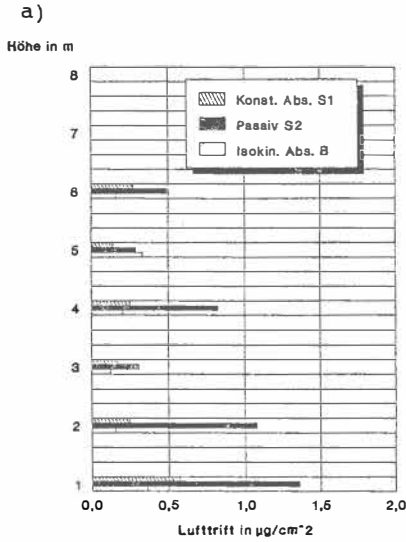 a)
Höhe in m
8
Konst. Abs. S1
7
Pasaiv S2
Isokin. Abs. B
6
5
4
3
2
1
0,0 0,5 1,0 1,5 2,0
Lufttrift in µg/cm^2